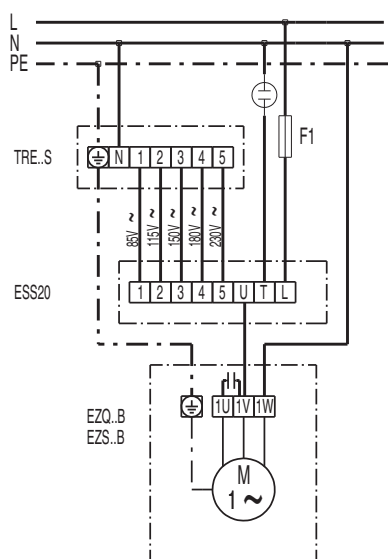 L
N
PE
F1
TRE..S
N 1 2 3 4 5
85V ~
115V ~
150V ~
180V ~
230V ~
ESS20
1 2 3 4 5 U T L
EZQ..B
EZS..B
1U 1V 1W
M
1 ~